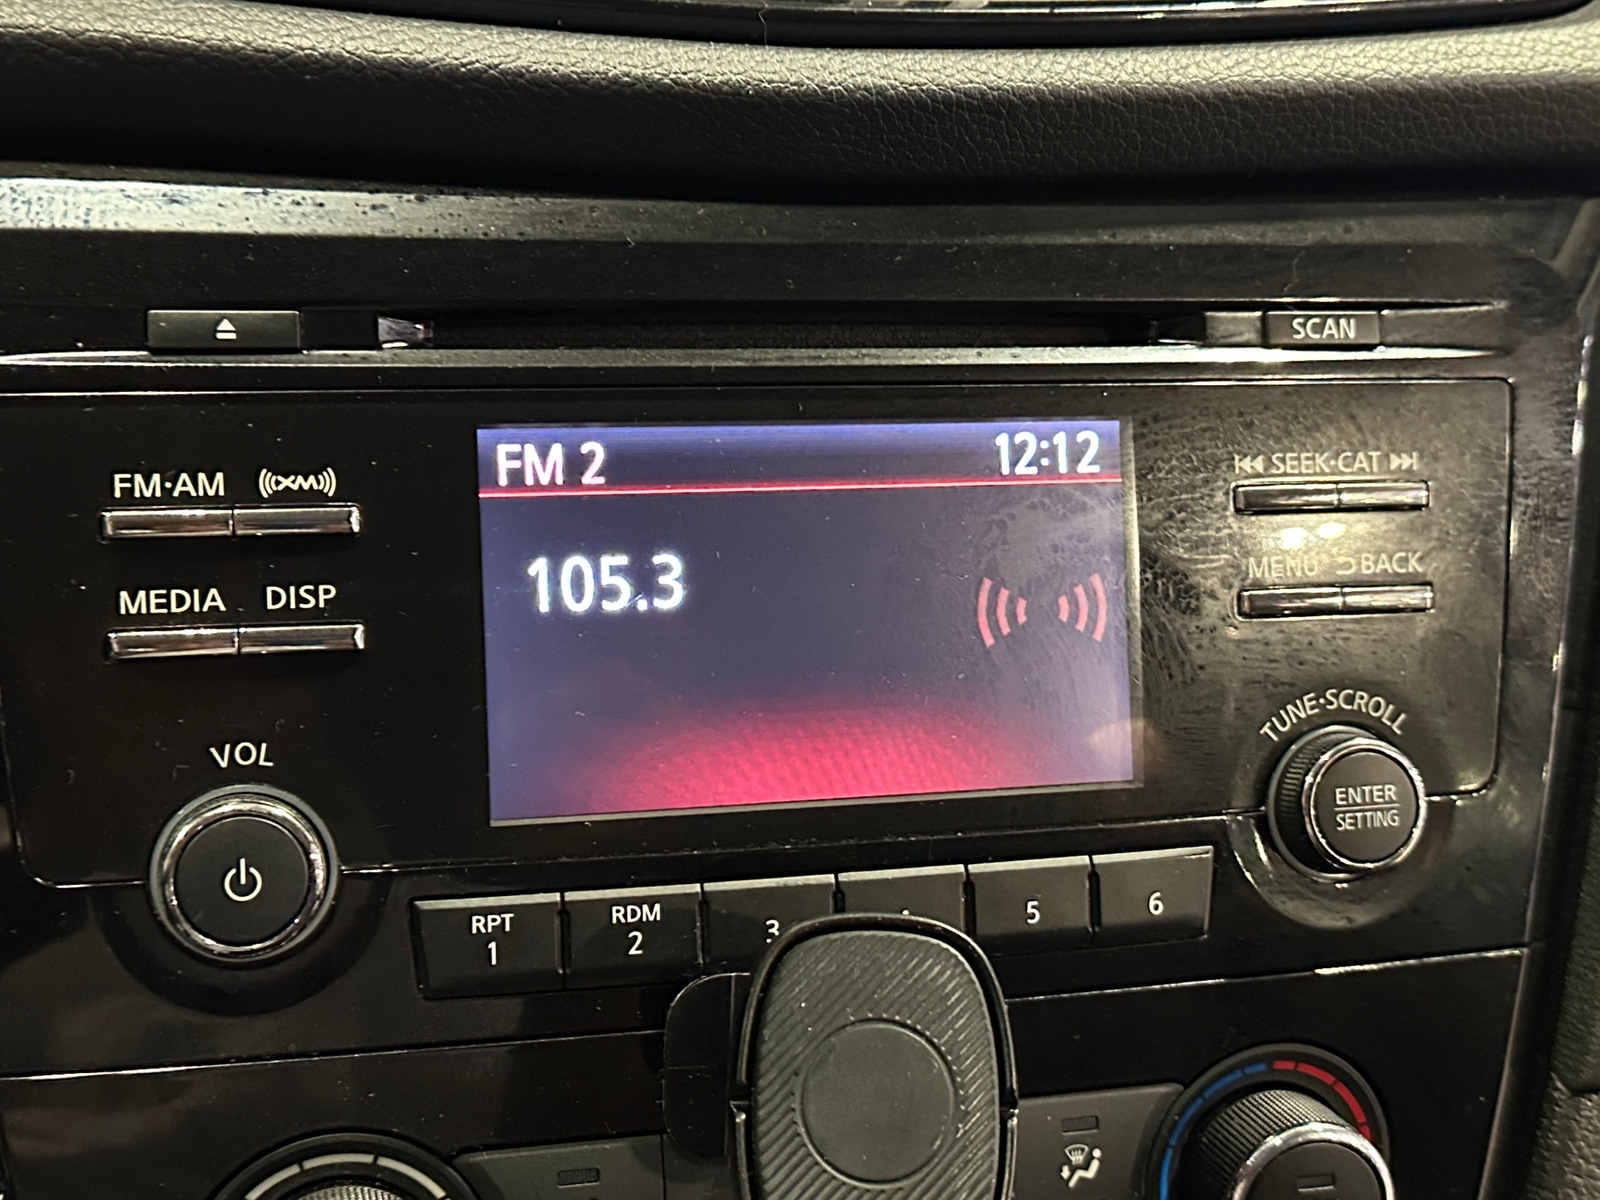 SCAN
FM 2 12:12
105.3
FM·AM XM
SEEK·CAT
MEDIA DISP
MENU BACK
VOL
TUNE·SCROLL
ENTER
SETTING
RPT
1
RDM
2
3
5
6